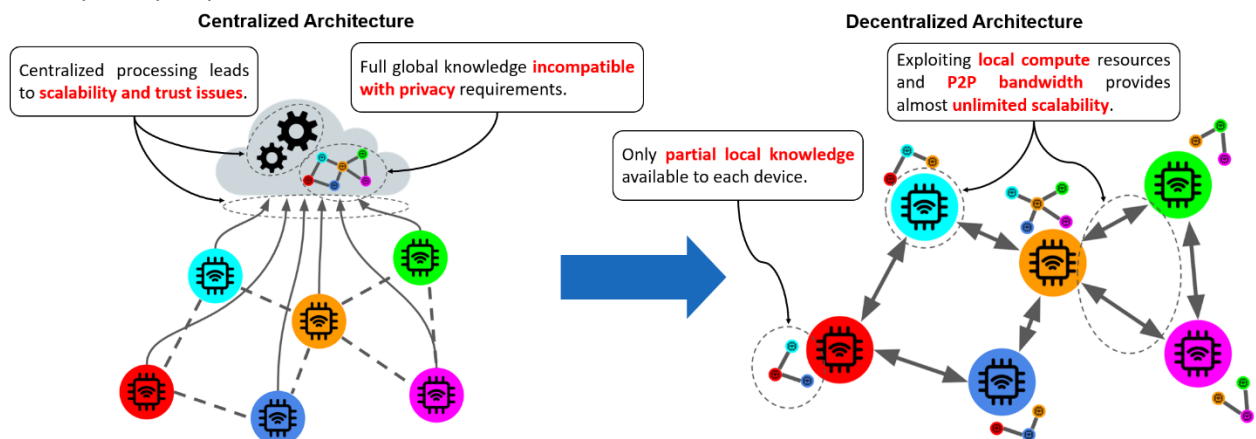 Centralized Architecture
Decentralized Architecture
Centralized processing leads
to scalability and trust issues.
Full global knowledge incompatible
with privacy requirements.
Exploiting local compute resources
and P2P bandwidth provides
almost unlimited scalability.
Only partial local knowledge
available to each device.